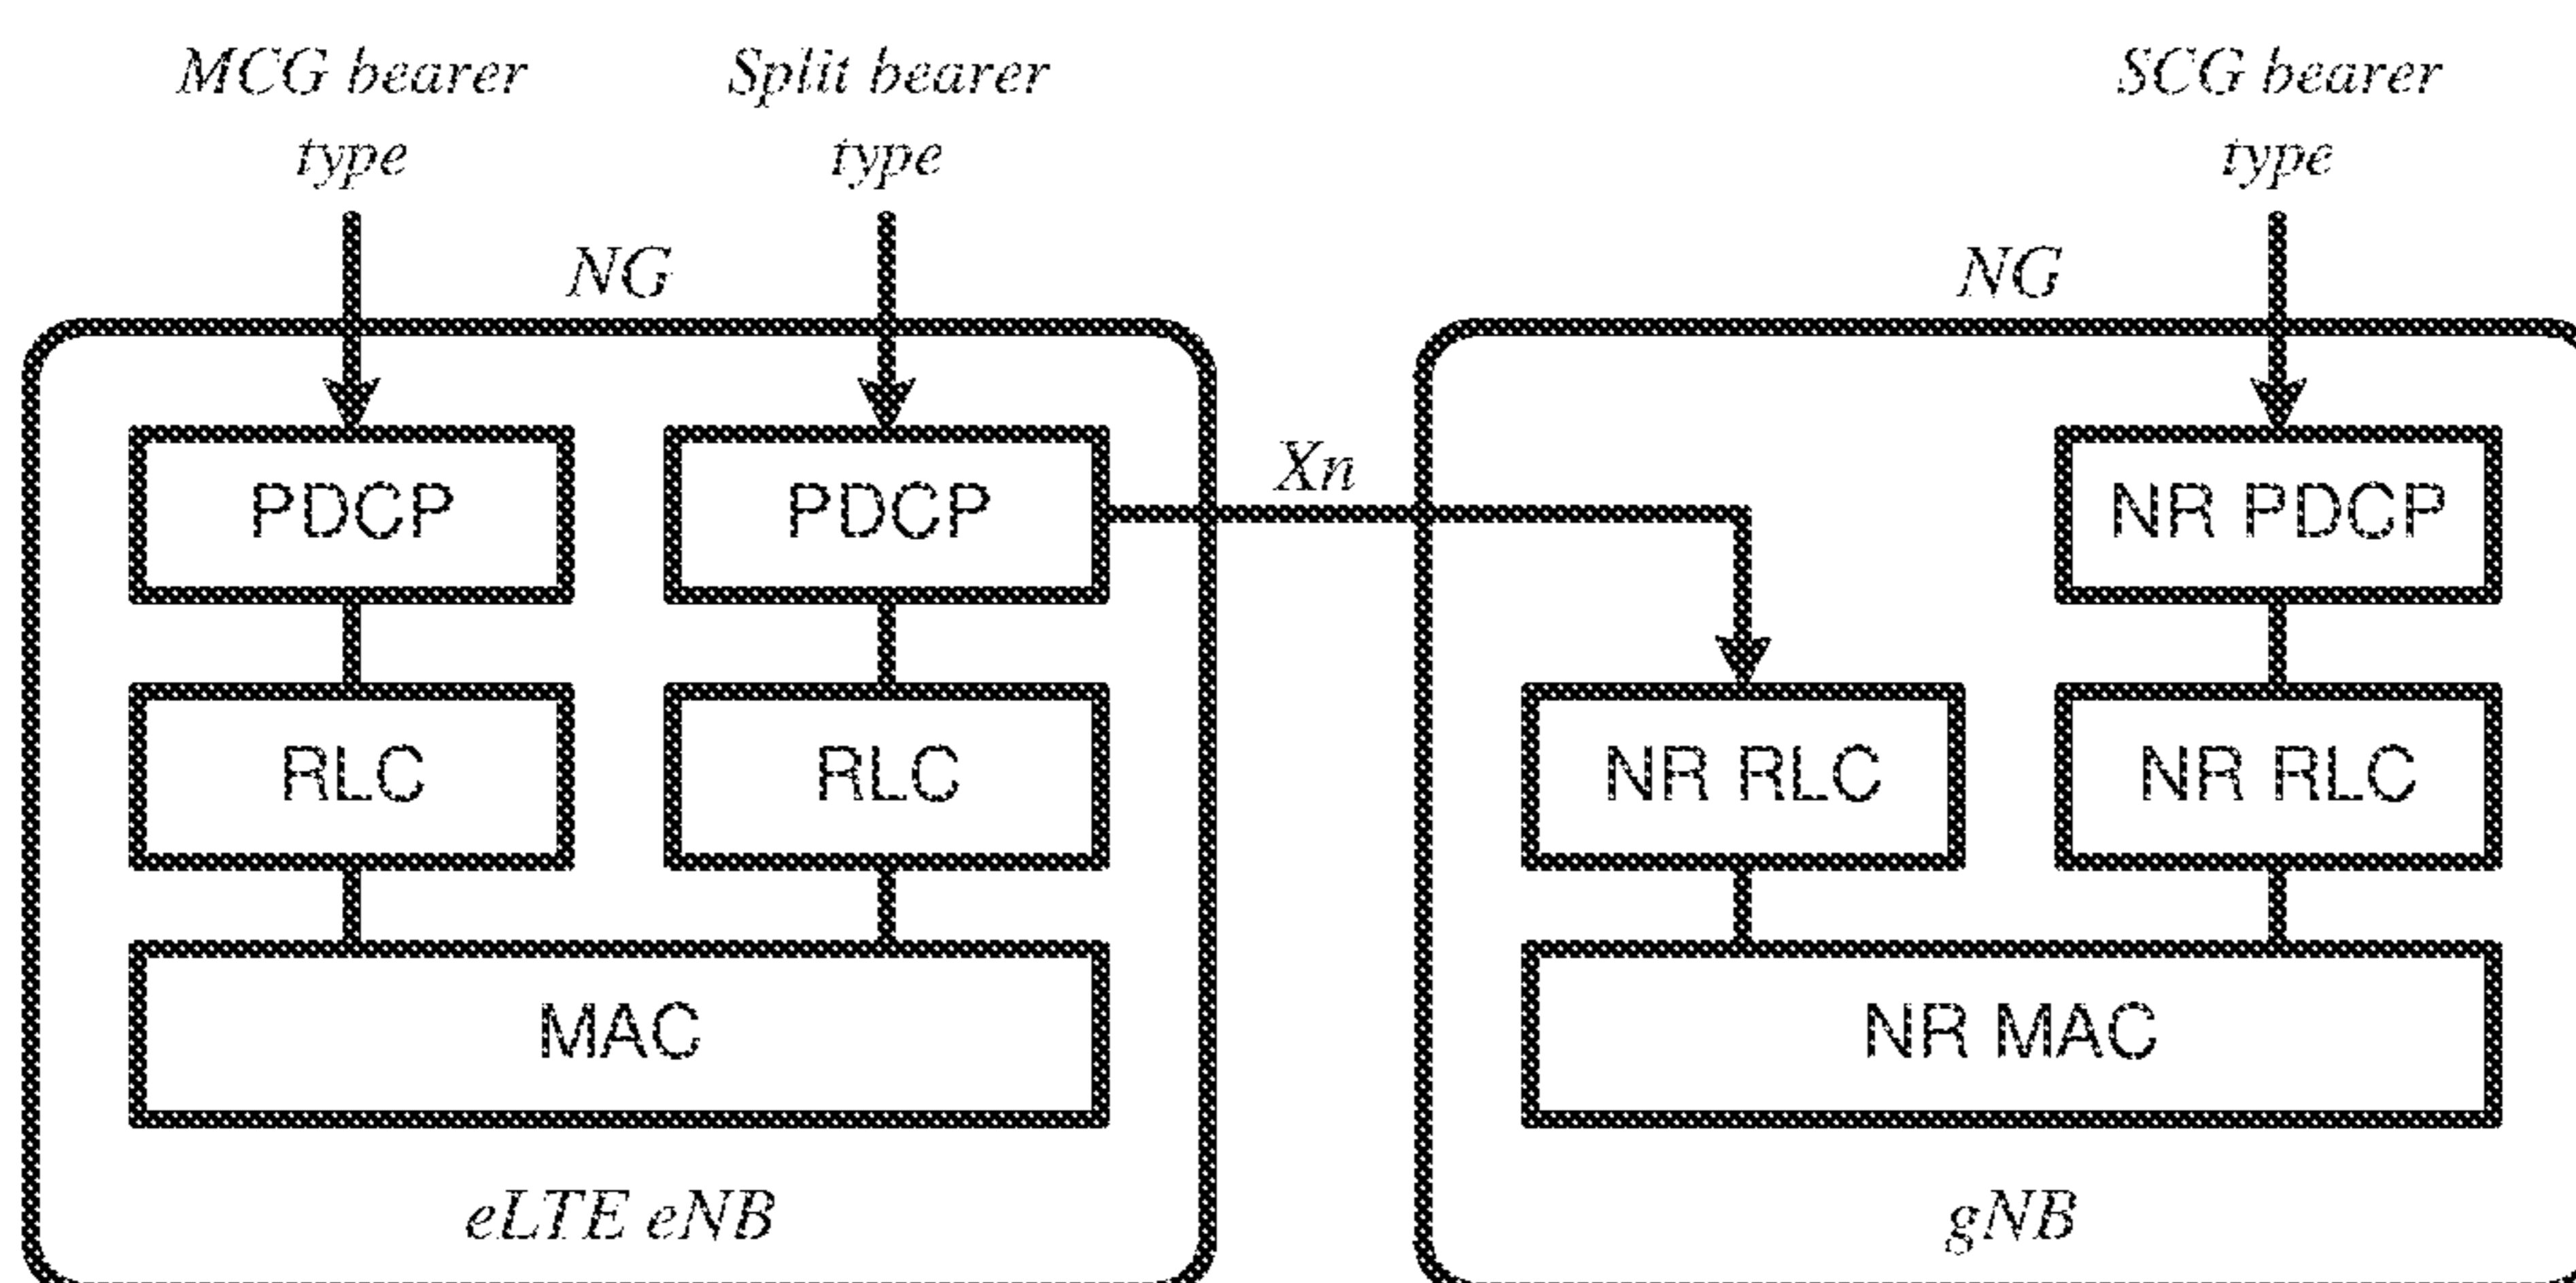 MCG bearer
type
Split bearer
type
SCG bearer
type
NG
NG
Xn
PDCP
PDCP
NR PDCP
RLC
RLC
NR RLC
NR RLC
MAC
NR MAC
eLTE eNB
gNB